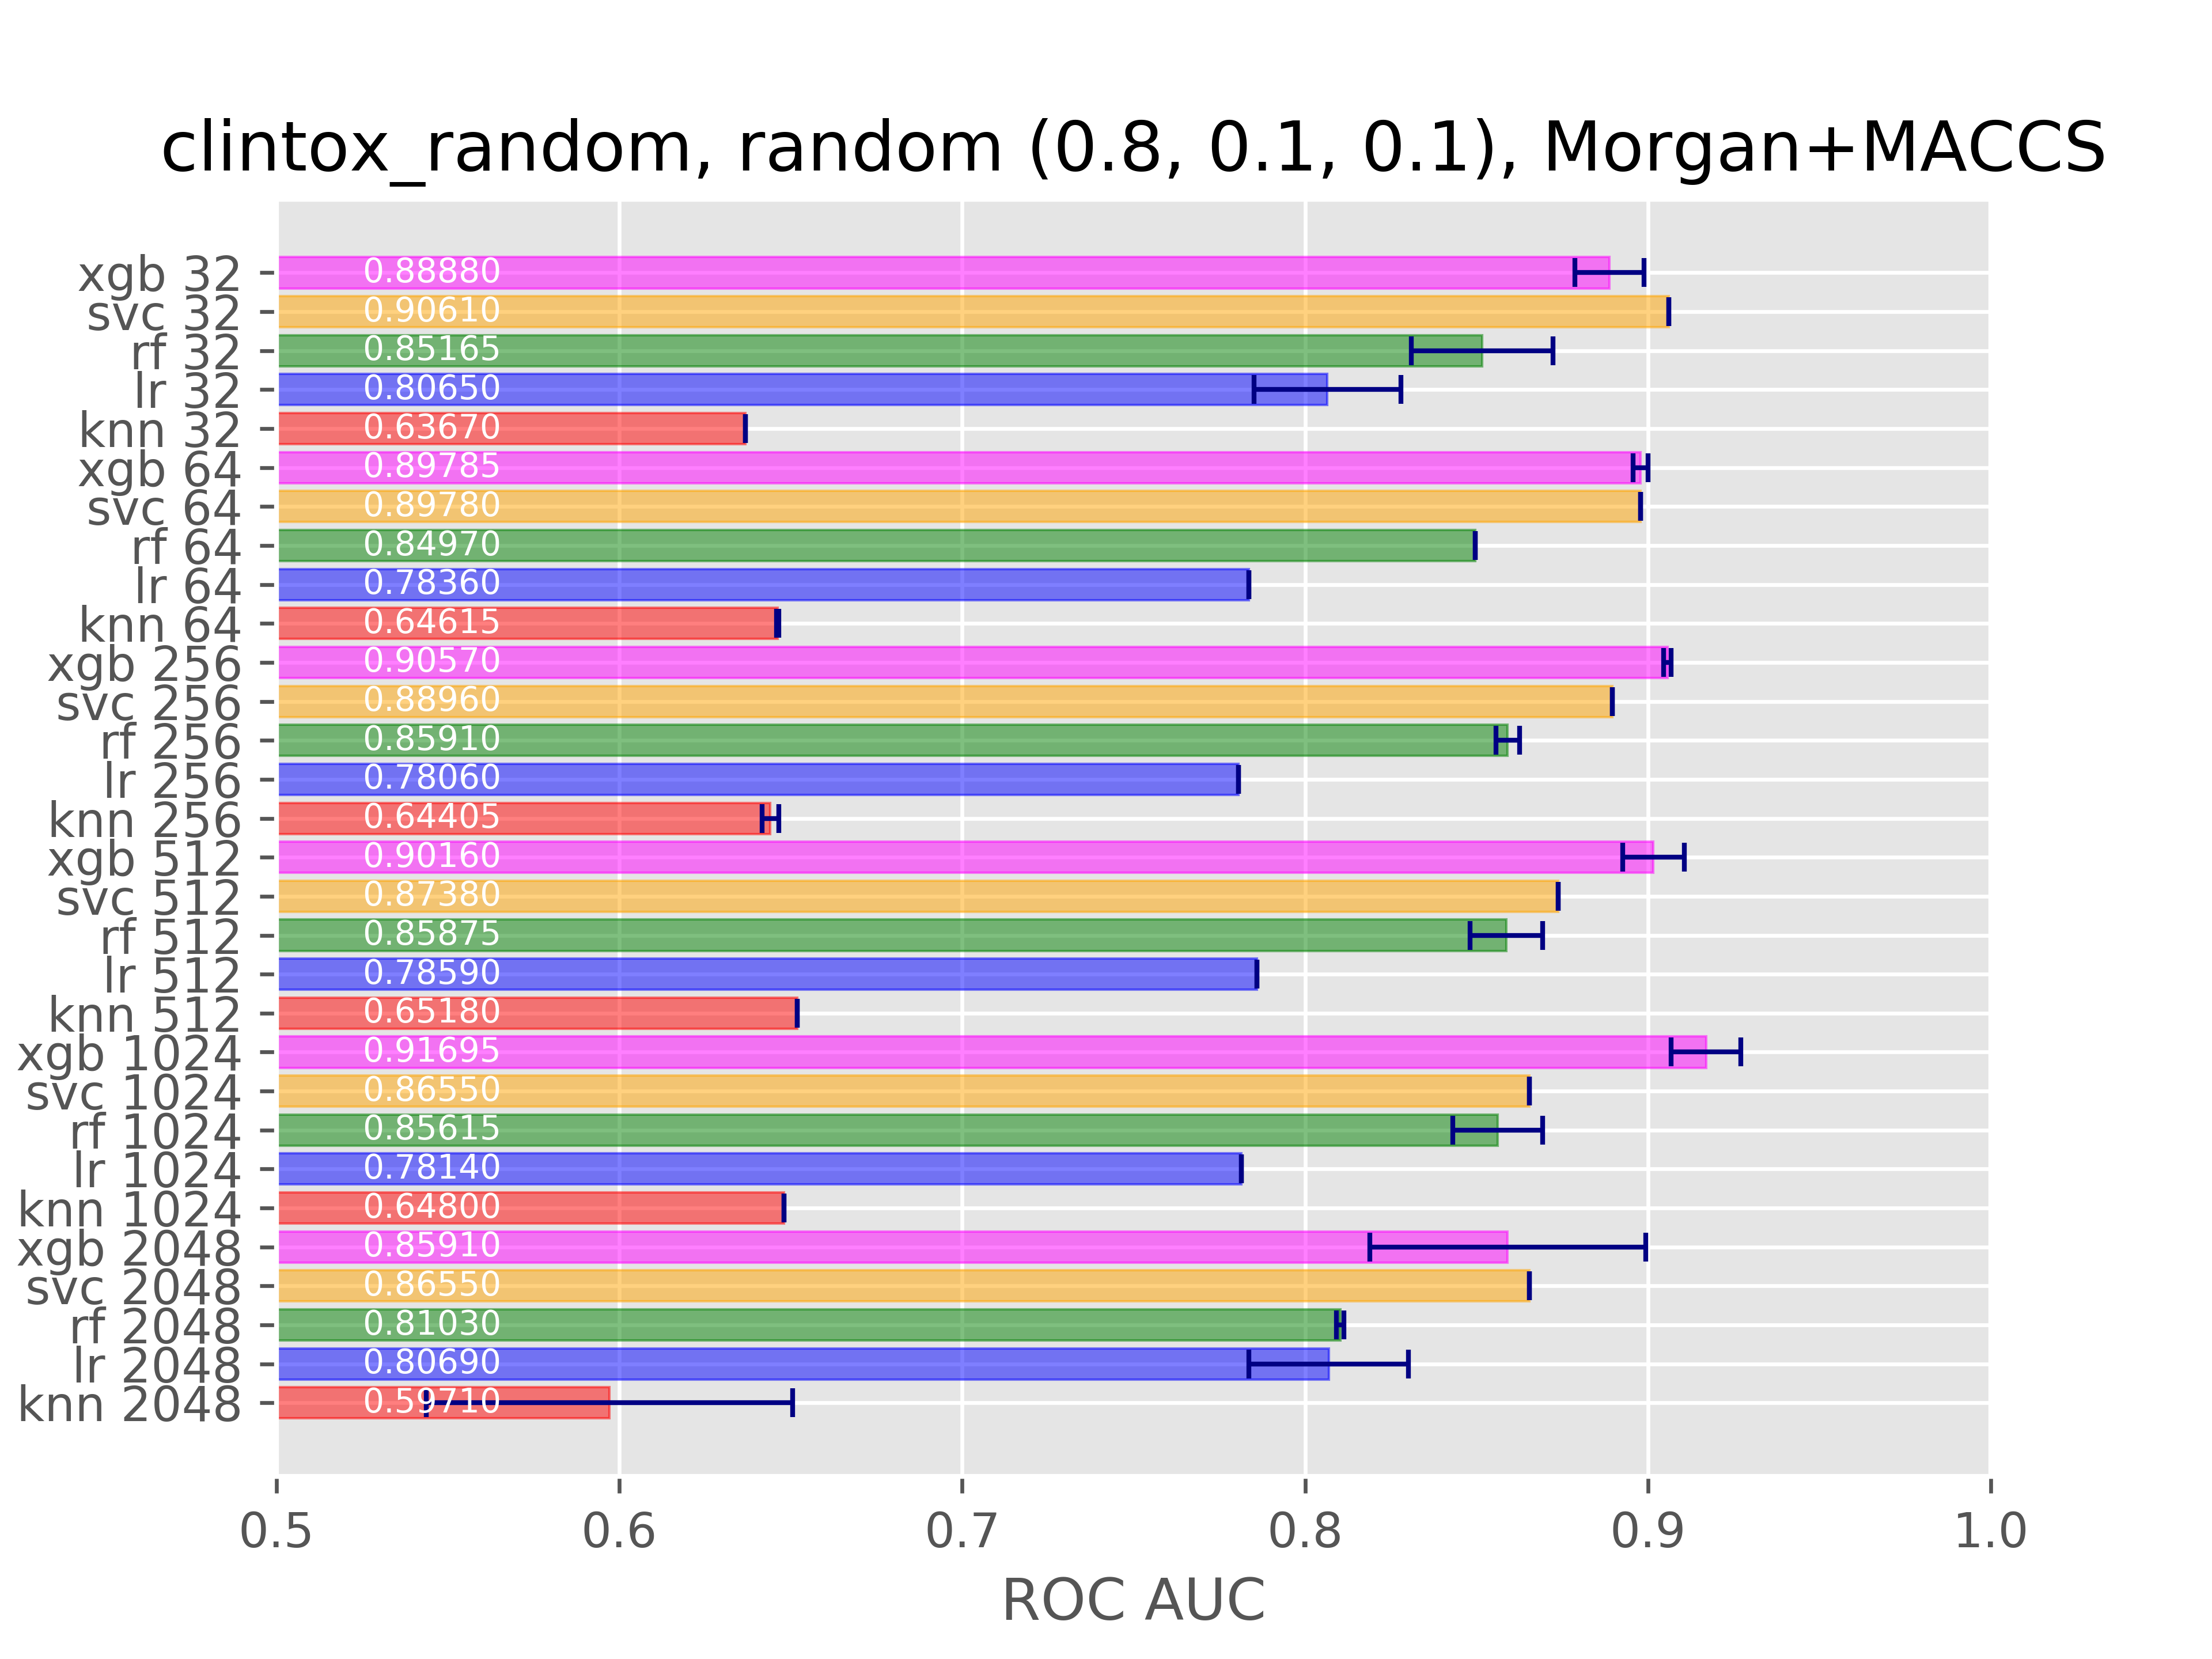 clintox_random, random (0.8, 0.1, 0.1), Morgan+MACCS
xgb 32 0.88880
svc 32 0.90610
rf 32 0.85165
lr 32 0.80650
knn 32 0.63670
xgb 64 0.89785
svc 64 0.89780
rf 64 0.84970
lr 64 0.78360
knn 64 0.64615
xgb 256 0.90570
svc 256 0.88960
rf 256 0.85910
lr 256 0.78060
knn 256 0.64405
xgb 512 0.90160
svc 512 0.87380
rf 512 0.85875
lr 512 0.78590
knn 512 0.65180
xgb 1024 0.91695
svc 1024 0.86550
rf 1024 0.85615
lr 1024 0.78140
knn 1024 0.64800
xgb 2048 0.85910
svc 2048 0.86550
rf 2048 0.81030
lr 2048 0.80690
knn 2048 0.59710
0.5 0.6 0.7 0.8 0.9 1.0
ROC AUC